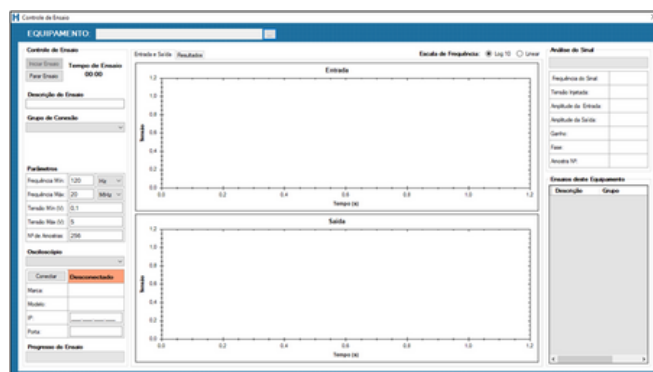 Controle de Ensaio
EQUIPAMENTO:
Controle de Ensaio
Iniciar Ensaio
Parar Ensaio
Tempo de Ensaio
00:00
Descrição do Ensaio
Grupo de Conexão
Parâmetros
Frequência Mín: 120 Hz
Frequência Máx: 20 MHz
Tensão Mín (V): 0,1
Tensão Máx (V): 5
Nº de Amostras: 256
Osciloscópio
Conectar Desconectado
Marca:
Modelo:
IP:
Porta:
Progresso do Ensaio
Entrada e Saída Resultados
Escala de Frequência: Log 10 Linear
Entrada
Tensão
1,2
1,0
0,8
0,6
0,4
0,2
0,0
0,0 0,2 0,4 0,6 0,8 1,0 1,2
Tempo (s)
Saída
Tensão
1,2
1,0
0,8
0,6
0,4
0,2
0,0
0,0 0,2 0,4 0,6 0,8 1,0 1,2
Tempo (s)
Análise do Sinal
Frequência do Sinal:
Tensão Injetada:
Amplitude da Entrada:
Amplitude da Saída:
Ganho:
Fase:
Amostra Nº:
Ensaios deste Equipamento
Descrição Grupo